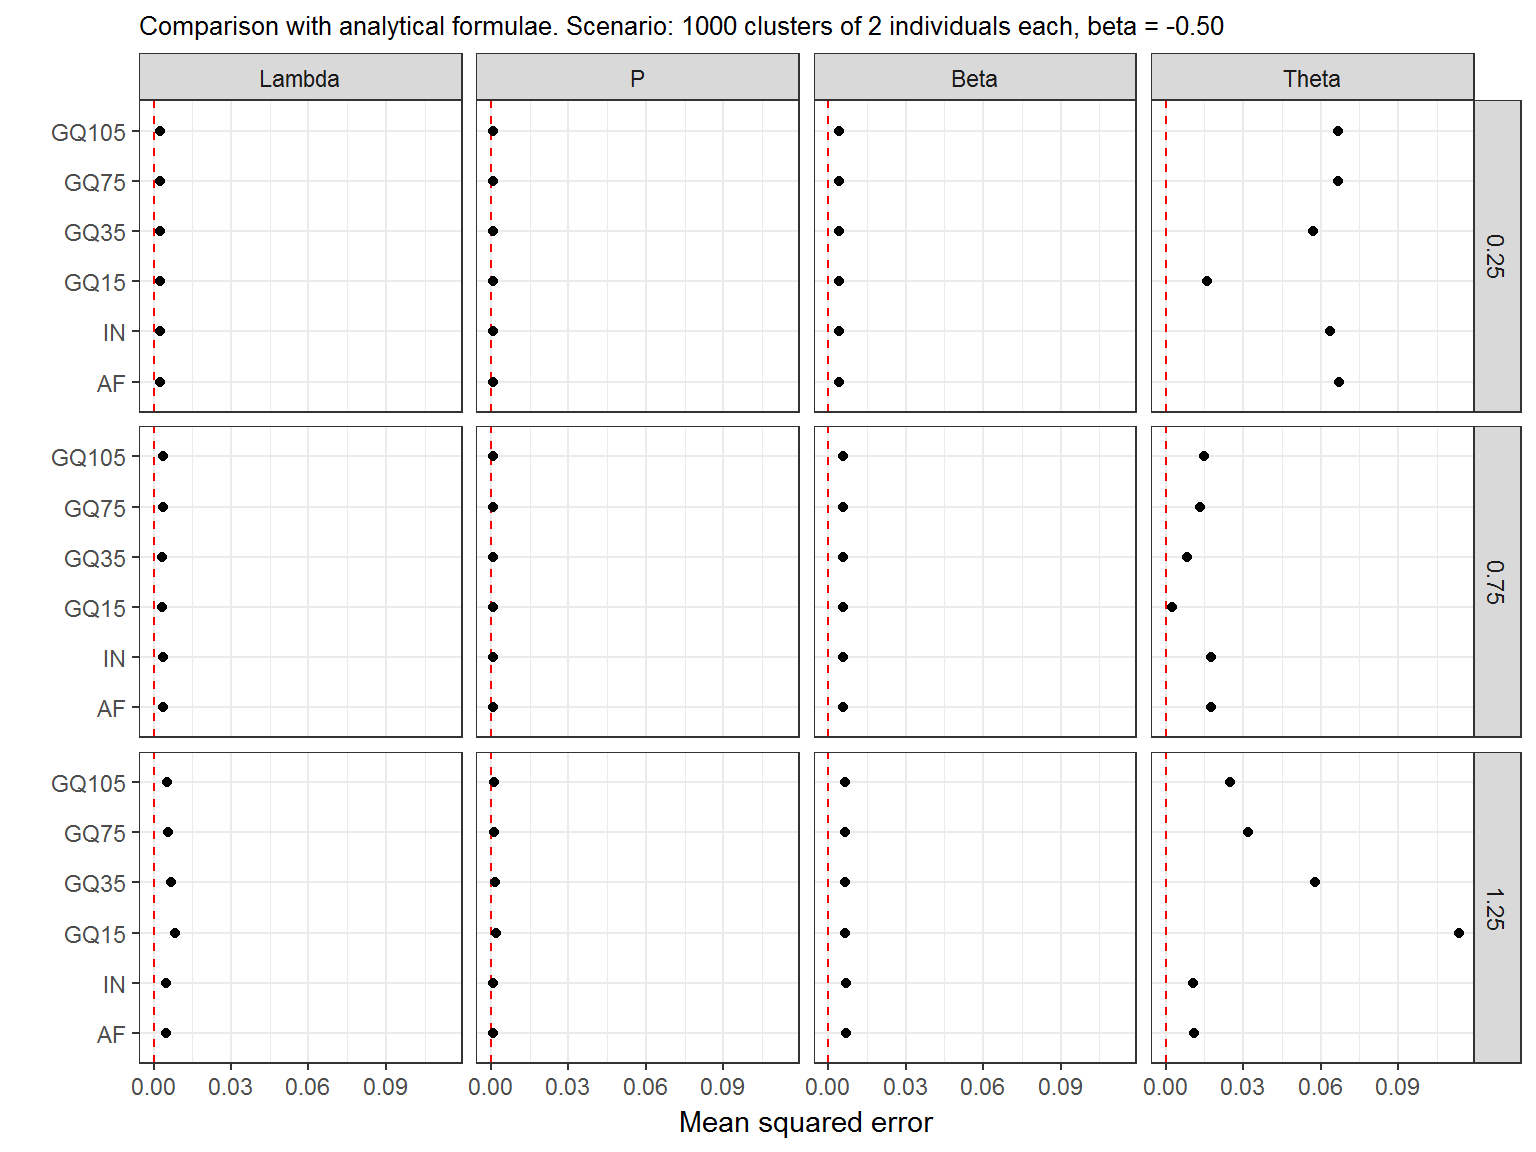 Comparison with analytical formulae. Scenario: 1000 clusters of 2 individuals each, beta = -0.50
Lambda P Beta Theta
GQ105
GQ75
GQ35
GQ15
IN
AF
0.25
GQ105
GQ75
GQ35
GQ15
IN
AF
0.75
GQ105
GQ75
GQ35
GQ15
IN
AF
1.25
0.00 0.03 0.06 0.09 0.00 0.03 0.06 0.09 0.00 0.03 0.06 0.09 0.00 0.03 0.06 0.09
Mean squared error